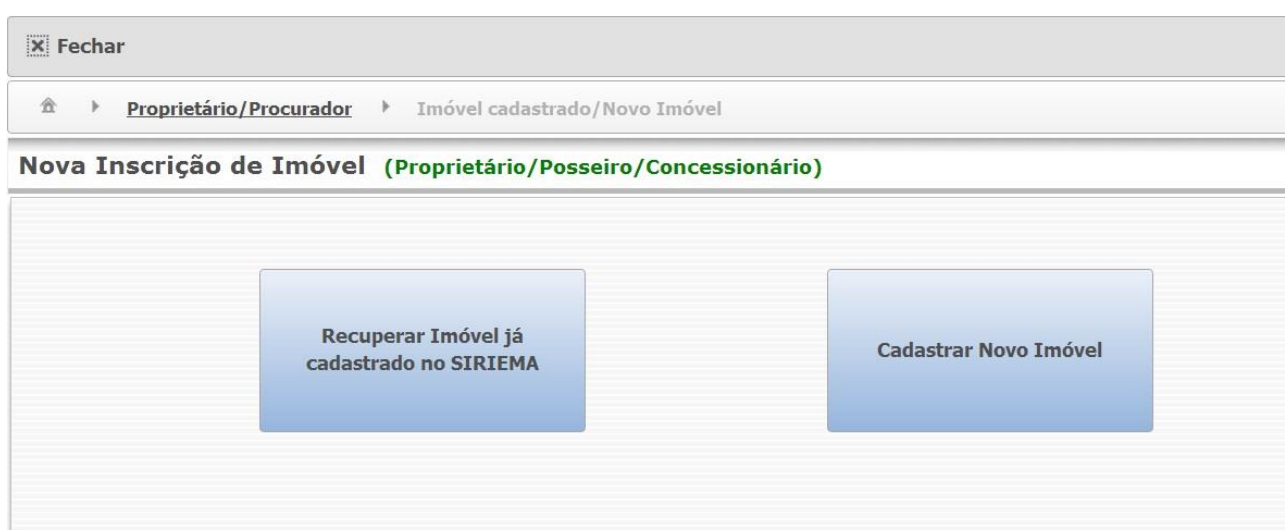 Fechar
Proprietário/Procurador Imóvel cadastrado/Novo Imóvel
Nova Inscrição de Imóvel (Proprietário/Posseiro/Concessionário)
Recuperar Imóvel já
cadastrado no SIRIEMA
Cadastrar Novo Imóvel